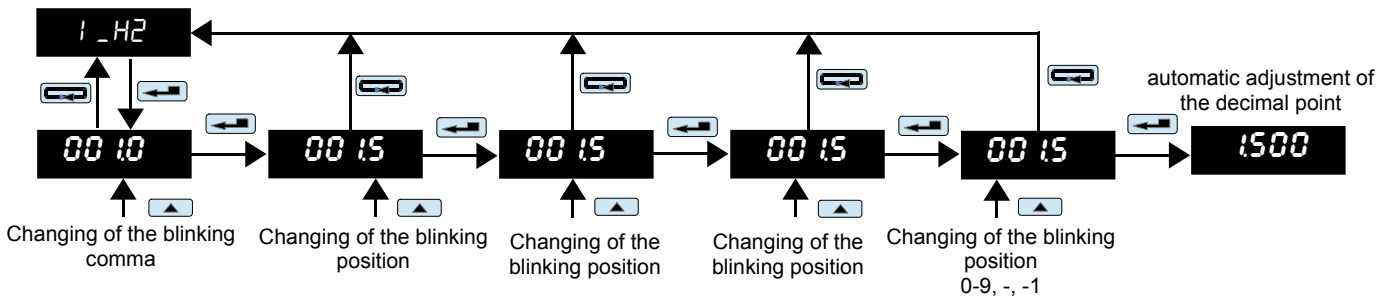 1_H2
automatic adjustment of
the decimal point
001.0
001.5
001.5
001.5
001.5
1.500
Changing of the blinking
comma
Changing of the blinking
position
Changing of the
blinking position
Changing of the
blinking position
Changing of the blinking
position
0-9, -, -1